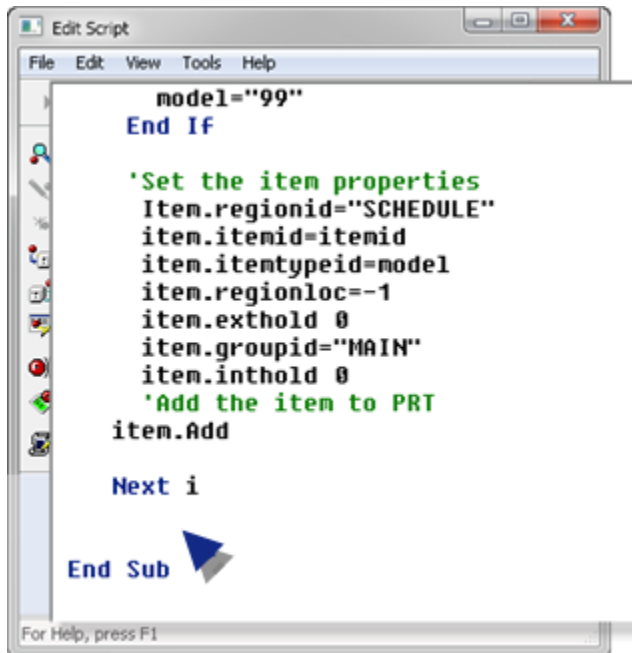 Edit Script
File Edit View Tools Help
model="99"
End If
'Set the item properties
Item.regionid="SCHEDULE"
item.itemid=itemid
item.itemtypeid=model
item.regionloc=-1
item.exthold 0
item.groupid="MAIN"
item.inthold 0
'Add the item to PRT
item.Add
Next i
End Sub
For Help, press F1